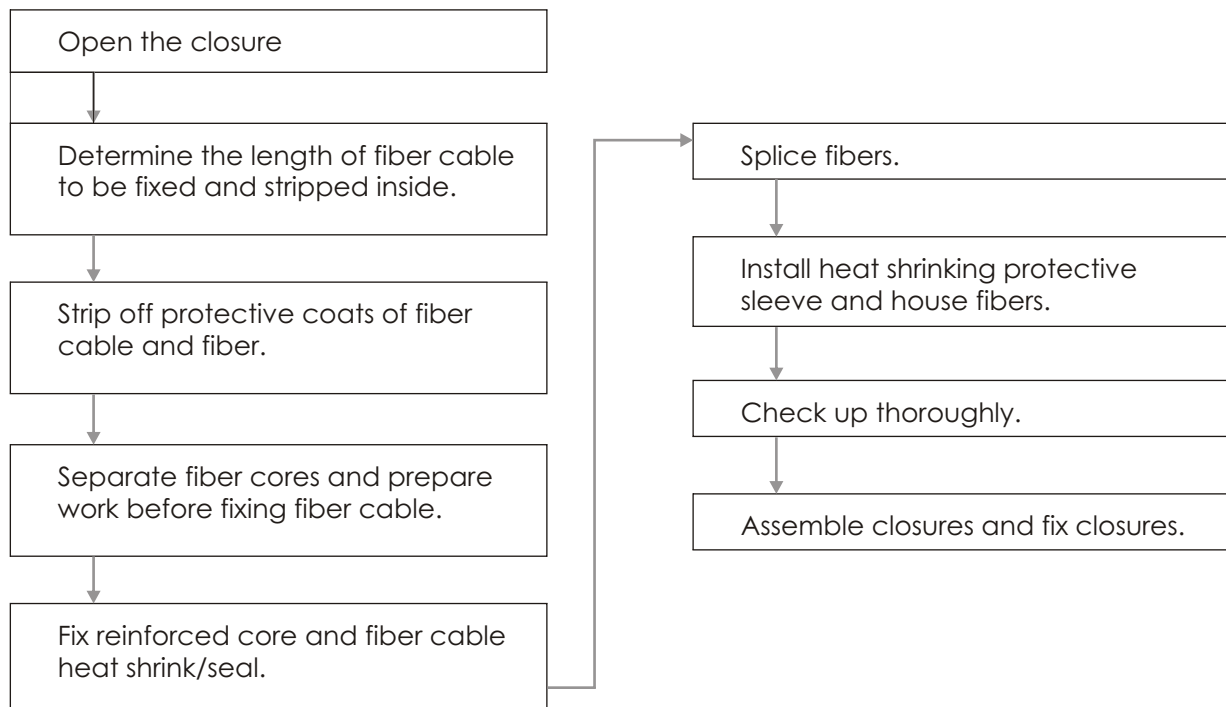 Open the closure
Determine the length of fiber cable
to be fixed and stripped inside.
Strip off protective coats of fiber
cable and fiber.
Separate fiber cores and prepare
work before fixing fiber cable.
Fix reinforced core and fiber cable
heat shrink/seal.
Splice fibers.
Install heat shrinking protective
sleeve and house fibers.
Check up thoroughly.
Assemble closures and fix closures.